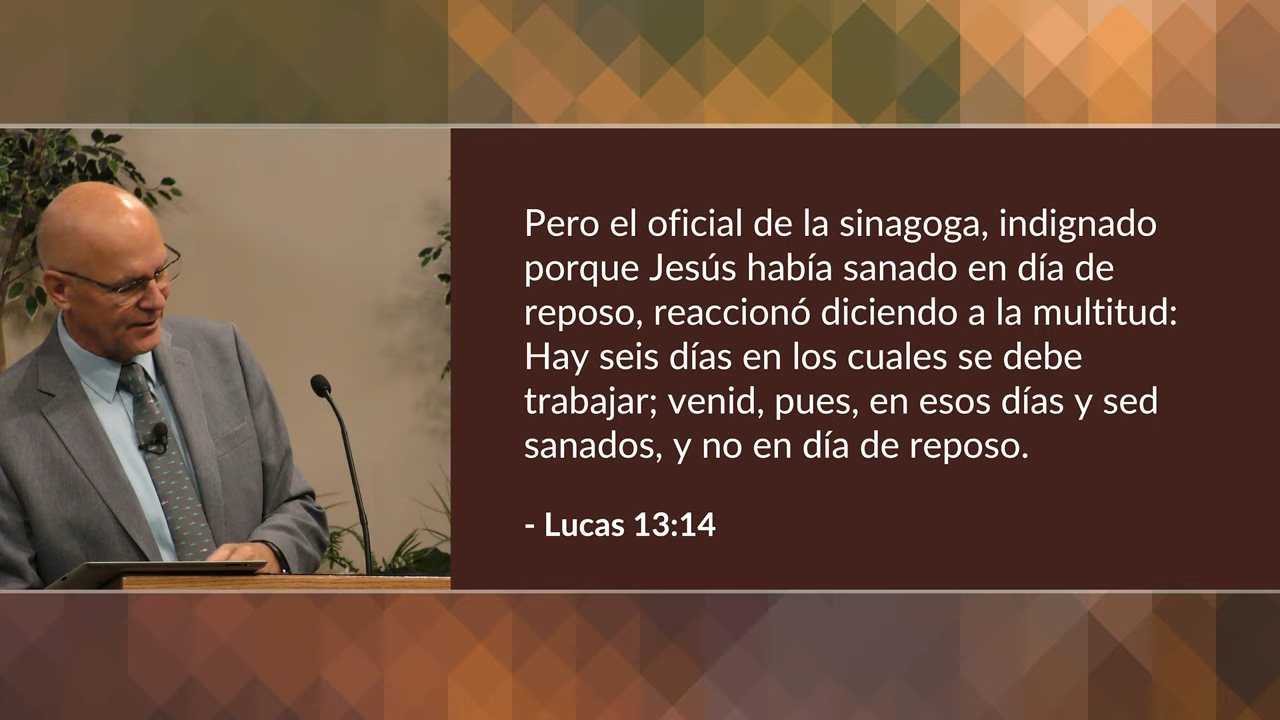 Pero el oficial de la sinagoga, indignado
porque Jesús había sanado en día de
reposo, reaccionó diciendo a la multitud:
Hay seis días en los cuales se debe
trabajar; venid, pues, en esos días y sed
sanados, y no en día de reposo.
- Lucas 13:14